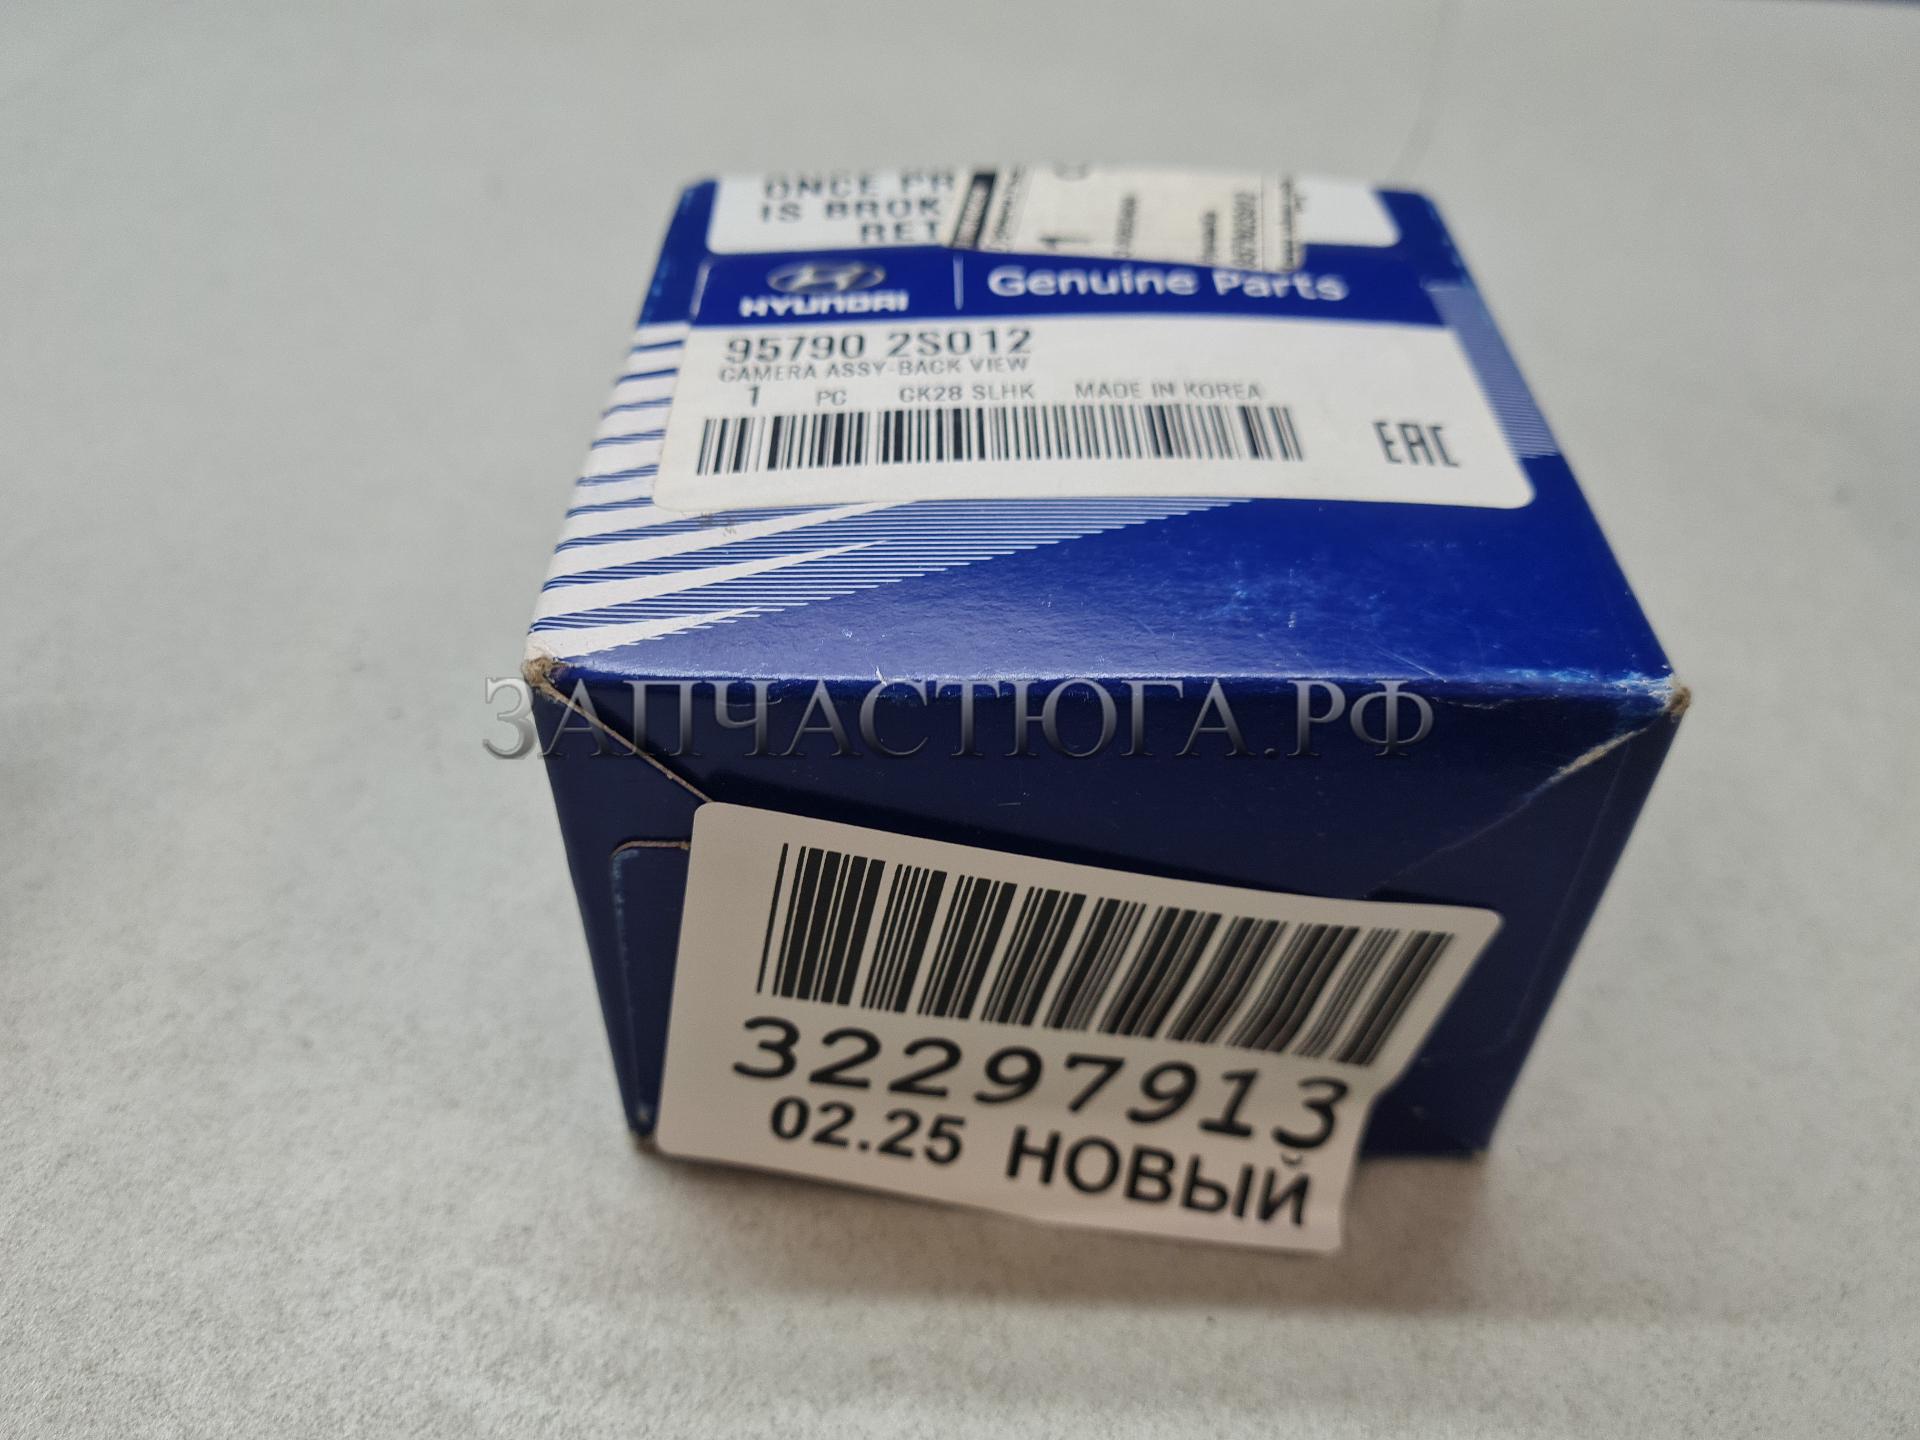 ONCE PR
IS BROK
RET
HYUNDAI
Genuine Parts
95790 2S012
CAMERA ASSY-BACK VIEW
1 PC CK28 SLHK MADE IN KOREA
EAC
ЗАПЧАСТЮГА.РФ
32297913
02.25 НОВЫЙ